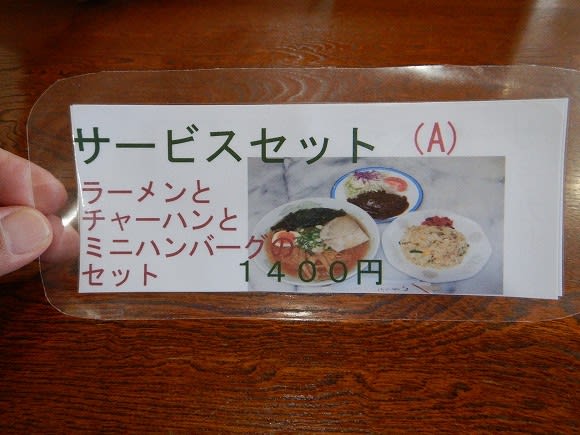 サービスセット (A)
ラーメンと
チャーハンと
ミニハンバーグの
セット 1400円